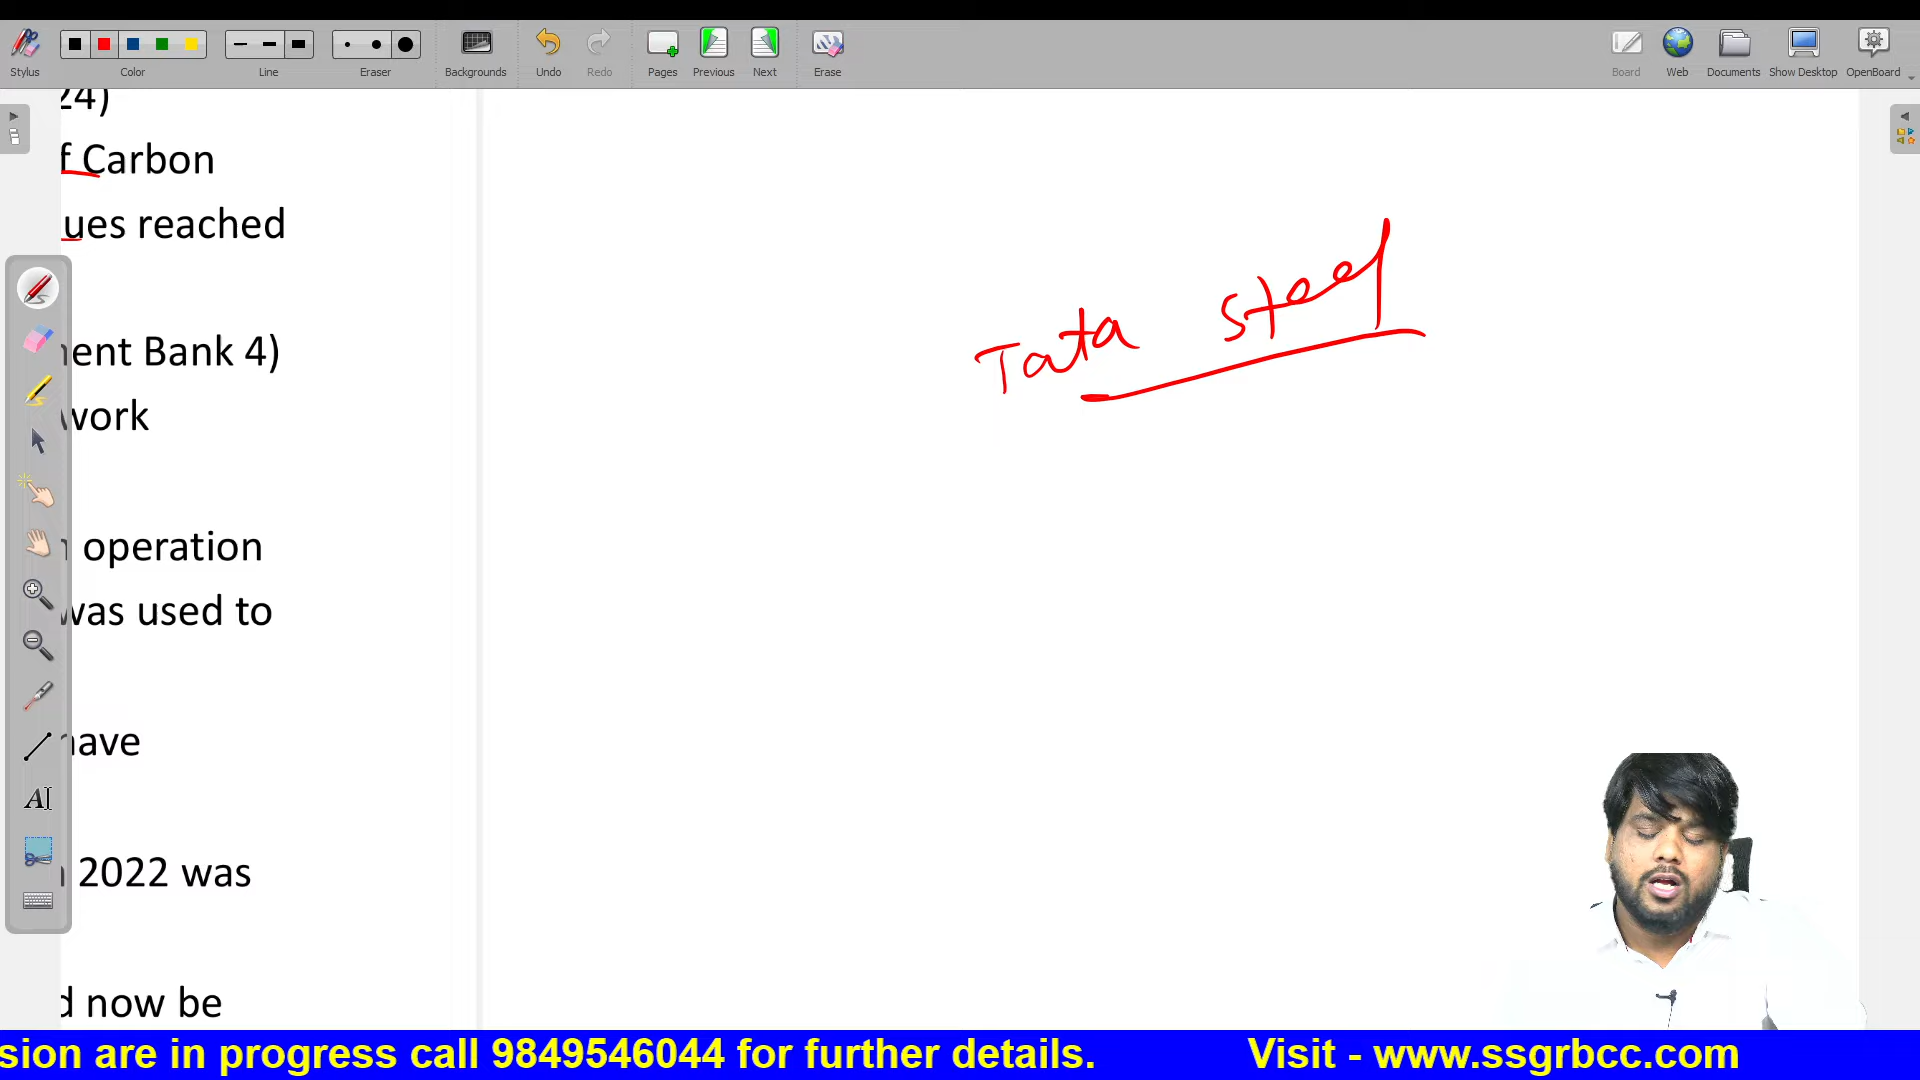 Stylus
Color
Line
Eraser
Backgrounds
Undo
Redo
Pages
Previous
Next
Erase
Board
Web
Documents
Show Desktop
OpenBoard
24)
f Carbon
ues reached
nent Bank 4)
work
operation
was used to
have
2022 was
d now be
Tata Steel
sion are in progress call 9849546044 for further details.
Visit - www.ssgrbcc.com